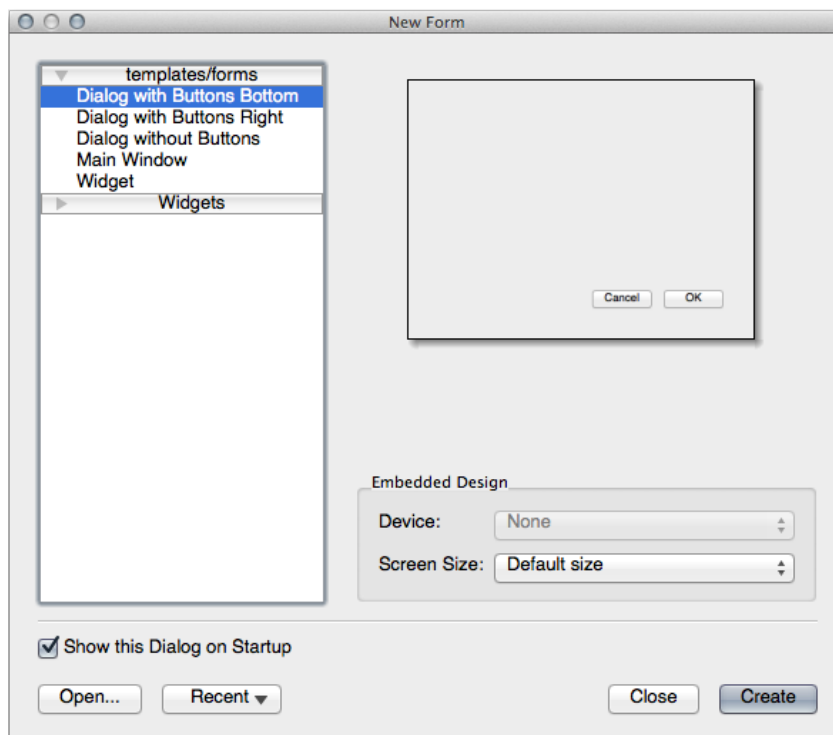 New Form
templates/forms
Dialog with Buttons Bottom
Dialog with Buttons Right
Dialog without Buttons
Main Window
Widget
Widgets
Cancel OK
Embedded Design
Device: None
Screen Size: Default size
Show this Dialog on Startup
Open... Recent Close Create